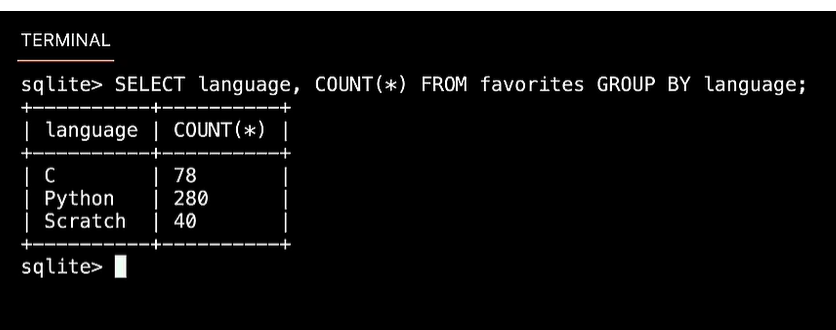 TERMINAL
sqlite> SELECT language, COUNT(*) FROM favorites GROUP BY language;
+----------+----------+
| language | COUNT(*) |
+----------+----------+
| C        | 78       |
| Python   | 280      |
| Scratch  | 40       |
+----------+----------+
sqlite>